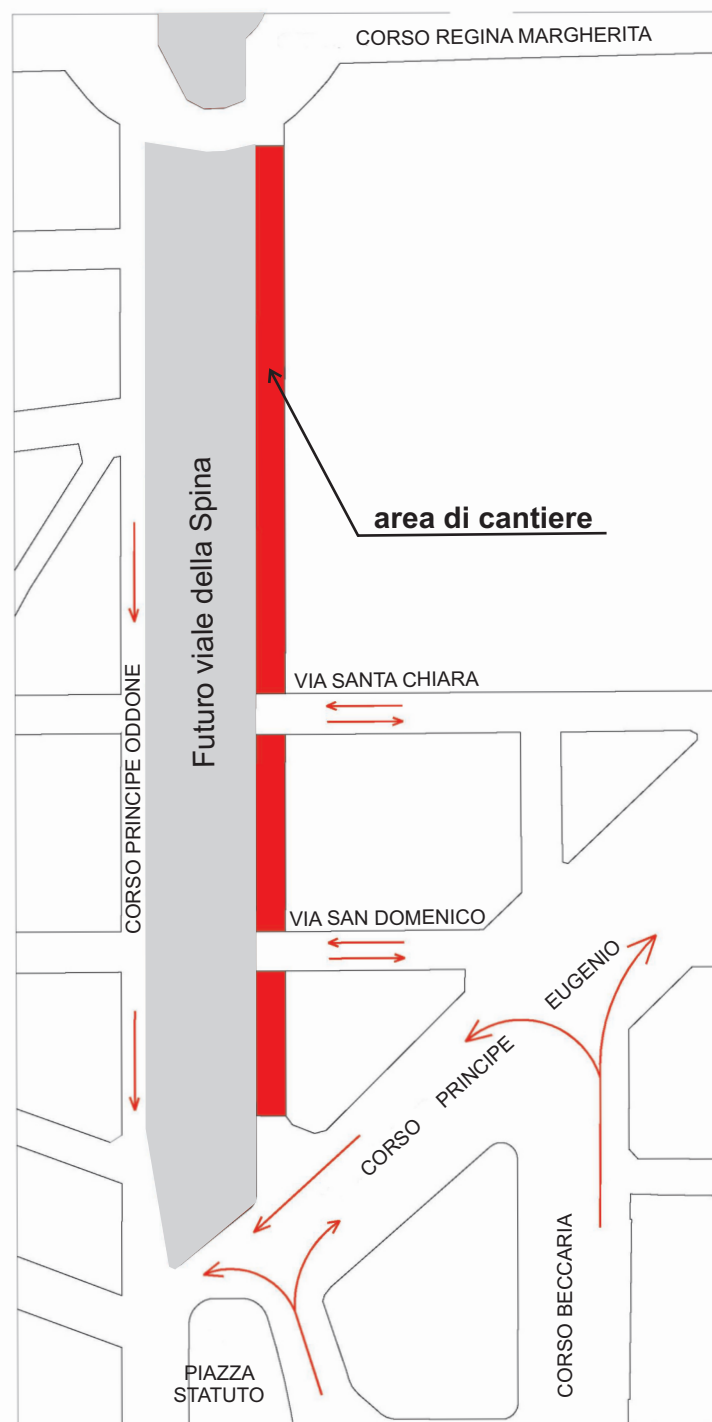 CORSO REGINA MARGHERITA
area di cantiere
Futuro viale della Spina
CORSO PRINCIPE ODDONE
VIA SANTA CHIARA
VIA SAN DOMENICO
CORSO PRINCIPE EUGENIO
CORSO BECCARIA
PIAZZA
STATUTO